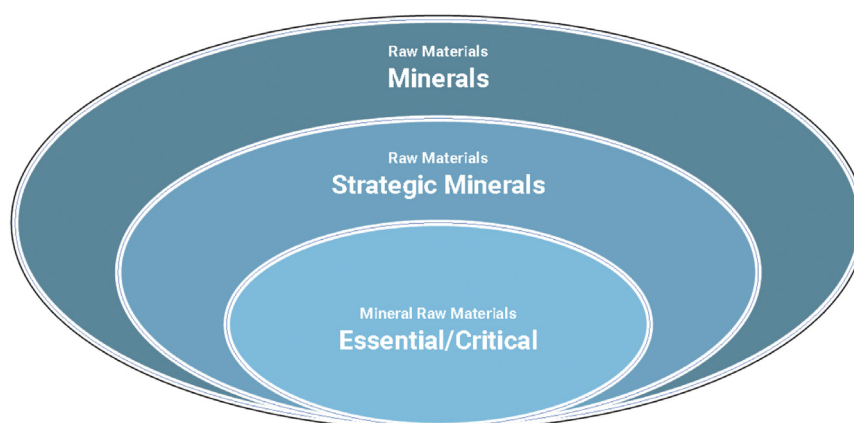 Raw Materials
Minerals
Raw Materials
Strategic Minerals
Mineral Raw Materials
Essential/Critical